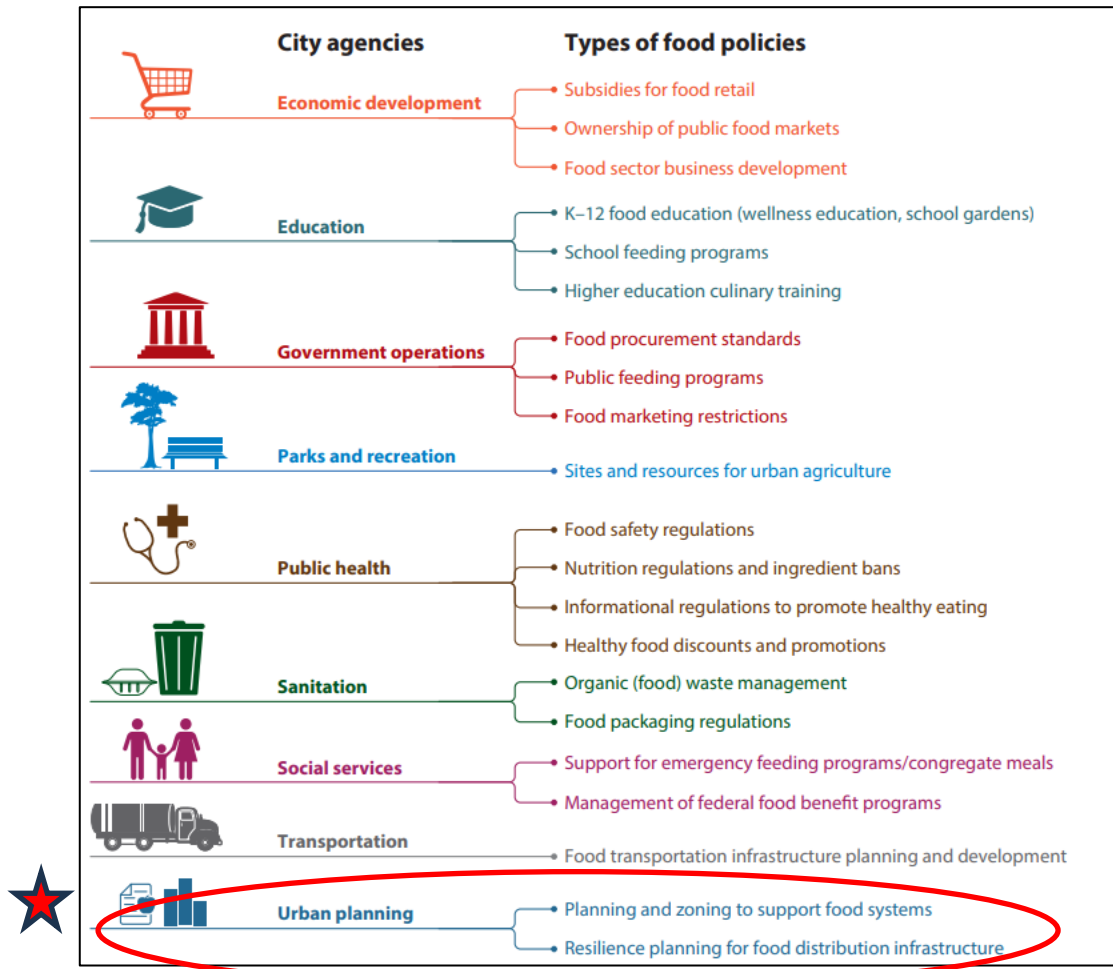 City agencies Types of food policies
Economic development
Subsidies for food retail
Ownership of public food markets
Food sector business development
Education
K–12 food education (wellness education, school gardens)
School feeding programs
Higher education culinary training
Government operations
Food procurement standards
Public feeding programs
Food marketing restrictions
Parks and recreation
Sites and resources for urban agriculture
Public health
Food safety regulations
Nutrition regulations and ingredient bans
Informational regulations to promote healthy eating
Healthy food discounts and promotions
Sanitation
Organic (food) waste management
Food packaging regulations
Social services
Support for emergency feeding programs/congregate meals
Management of federal food benefit programs
Transportation
Food transportation infrastructure planning and development
Urban planning
Planning and zoning to support food systems
Resilience planning for food distribution infrastructure